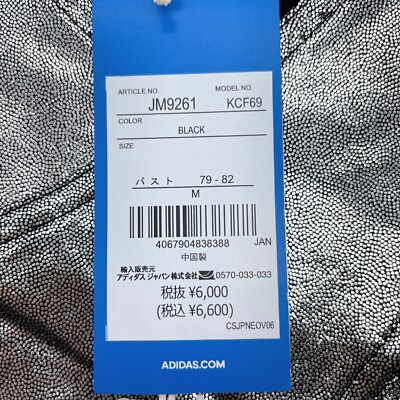 ARTICLE NO. MODEL NO.
JM9261 KCF69
COLOR
BLACK
SIZE
バスト 79-82
M
4067904838388 JAN
中国製
輸入販売元
アディダス ジャパン株式会社 0570-033-033
税抜 ¥6,000
(税込 ¥6,600)
CSJPNEOV06
ADIDAS.COM